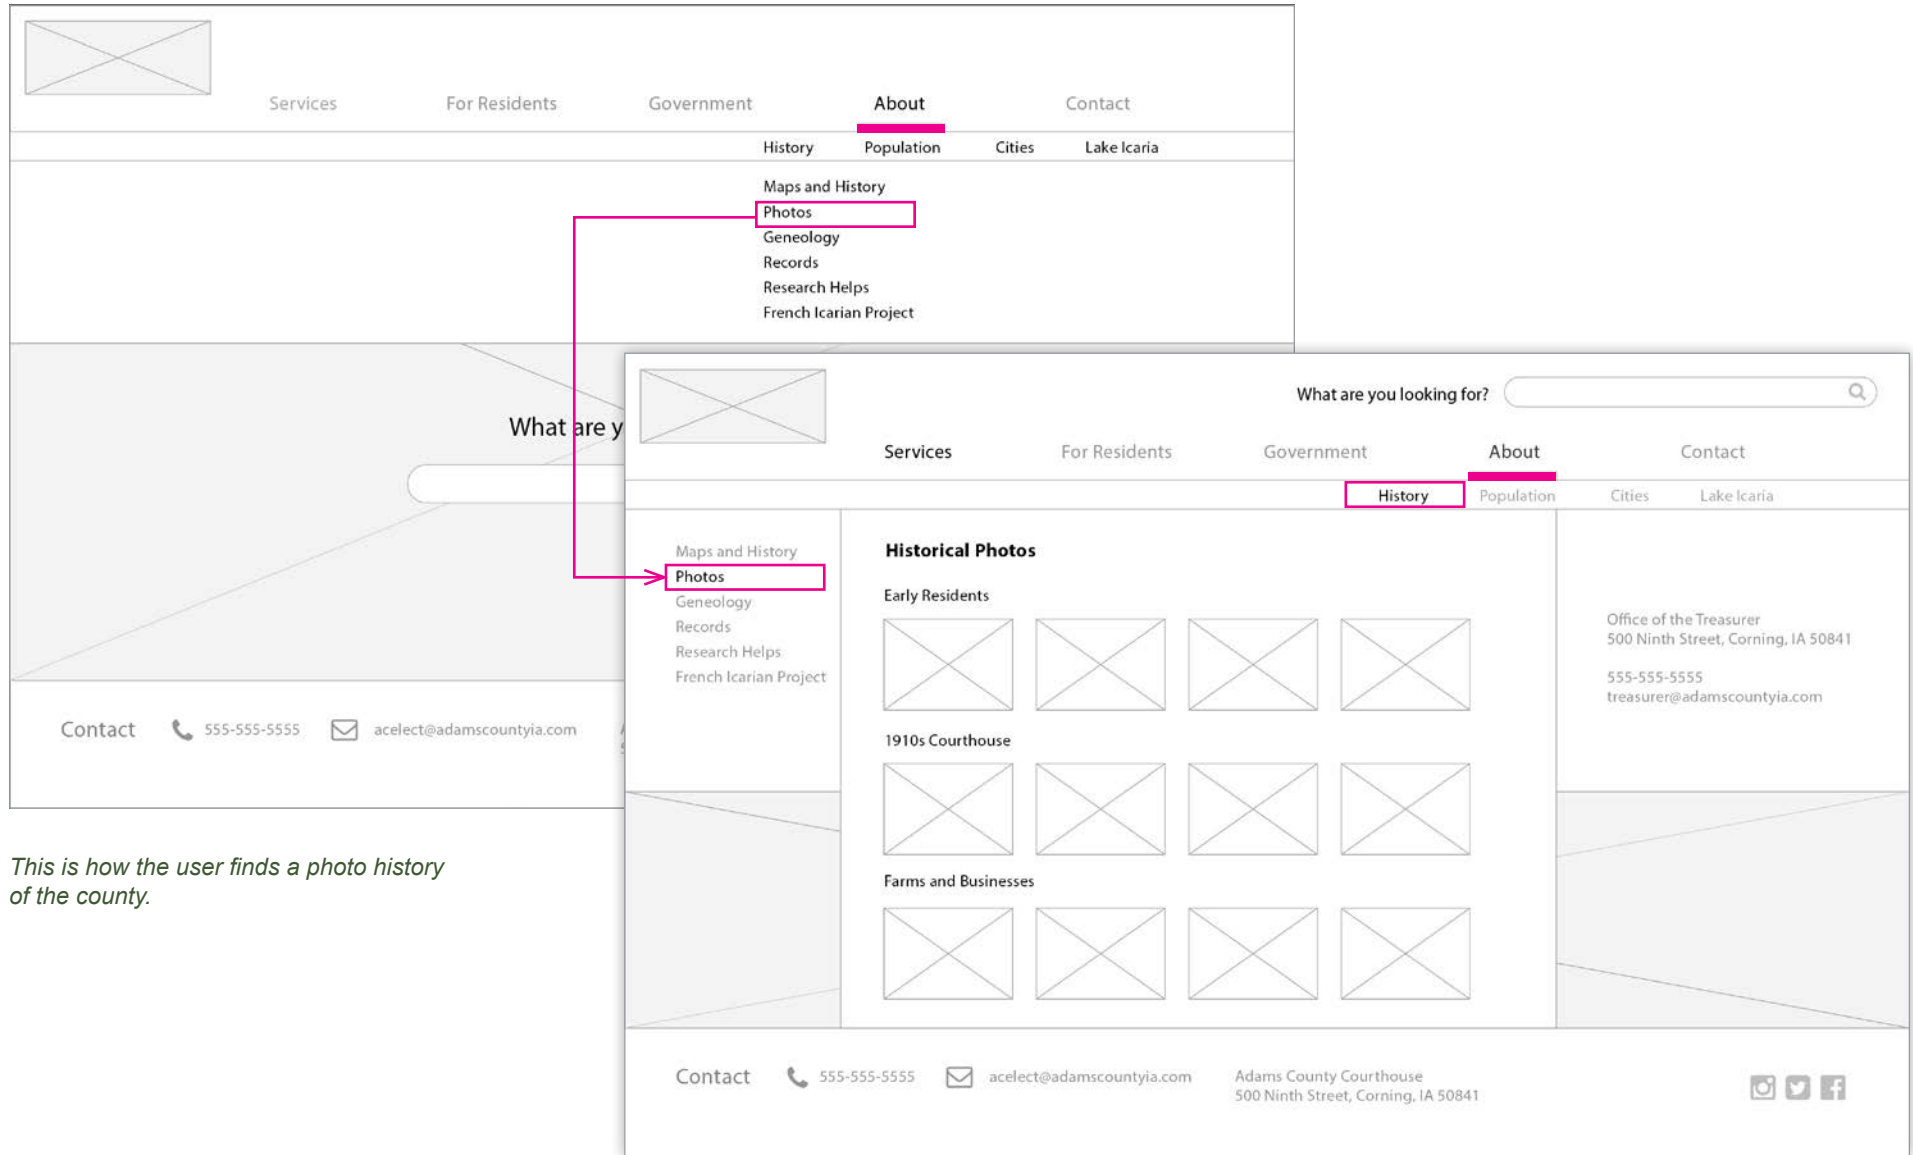 Services For Residents Government About Contact
History Population Cities Lake Icaria
Maps and History
Photos
Geneology
Records
Research Helps
French Icarian Project
What are y
Contact 555-555-5555 acelect@adamscountyia.com
This is how the user finds a photo history
of the county.
What are you looking for?
Services For Residents Government About Contact
History Population Cities Lake Icaria
Maps and History
Photos
Geneology
Records
Research Helps
French Icarian Project
Historical Photos
Early Residents
1910s Courthouse
Farms and Businesses
Office of the Treasurer
500 Ninth Street, Corning, IA 50841
555-555-5555
treasurer@adamscountyia.com
Contact 555-555-5555 acelect@adamscountyia.com
Adams County Courthouse
500 Ninth Street, Corning, IA 50841